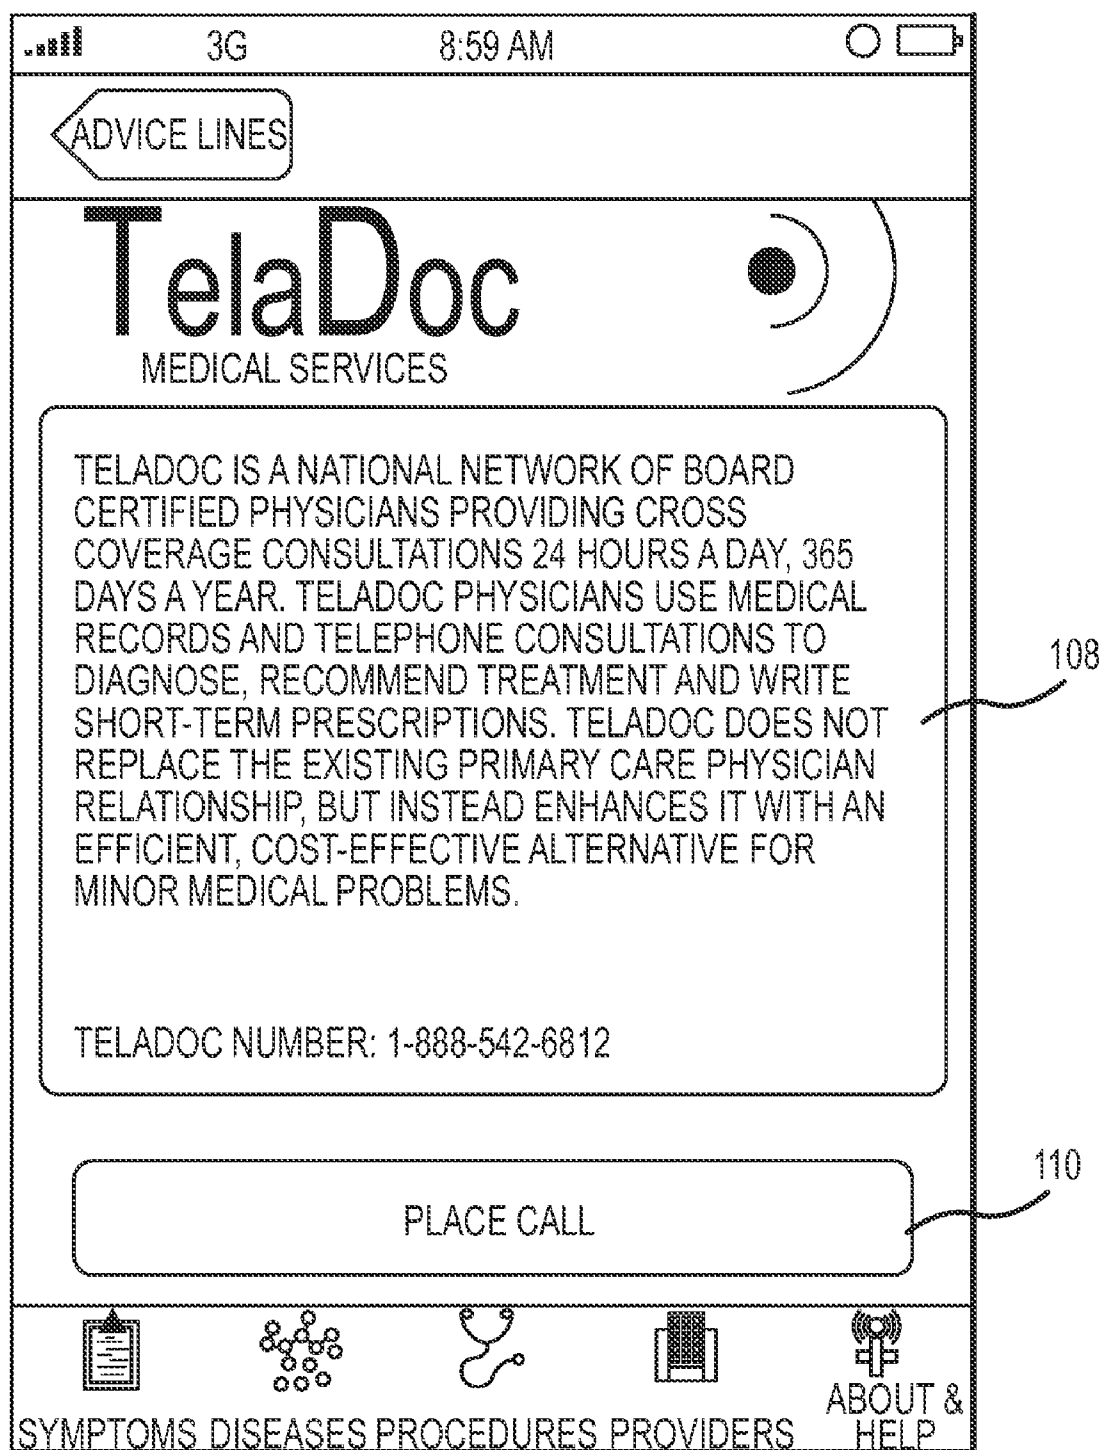 3G 8:59 AM
ADVICE LINES
TelaDoc
MEDICAL SERVICES
TELADOC IS A NATIONAL NETWORK OF BOARD
CERTIFIED PHYSICIANS PROVIDING CROSS
COVERAGE CONSULTATIONS 24 HOURS A DAY, 365
DAYS A YEAR. TELADOC PHYSICIANS USE MEDICAL
RECORDS AND TELEPHONE CONSULTATIONS TO
DIAGNOSE, RECOMMEND TREATMENT AND WRITE
SHORT-TERM PRESCRIPTIONS. TELADOC DOES NOT
REPLACE THE EXISTING PRIMARY CARE PHYSICIAN
RELATIONSHIP, BUT INSTEAD ENHANCES IT WITH AN
EFFICIENT, COST-EFFECTIVE ALTERNATIVE FOR
MINOR MEDICAL PROBLEMS.
108
TELADOC NUMBER: 1-888-542-6812
110
PLACE CALL
SYMPTOMS DISEASES PROCEDURES PROVIDERS ABOUT &
HELP